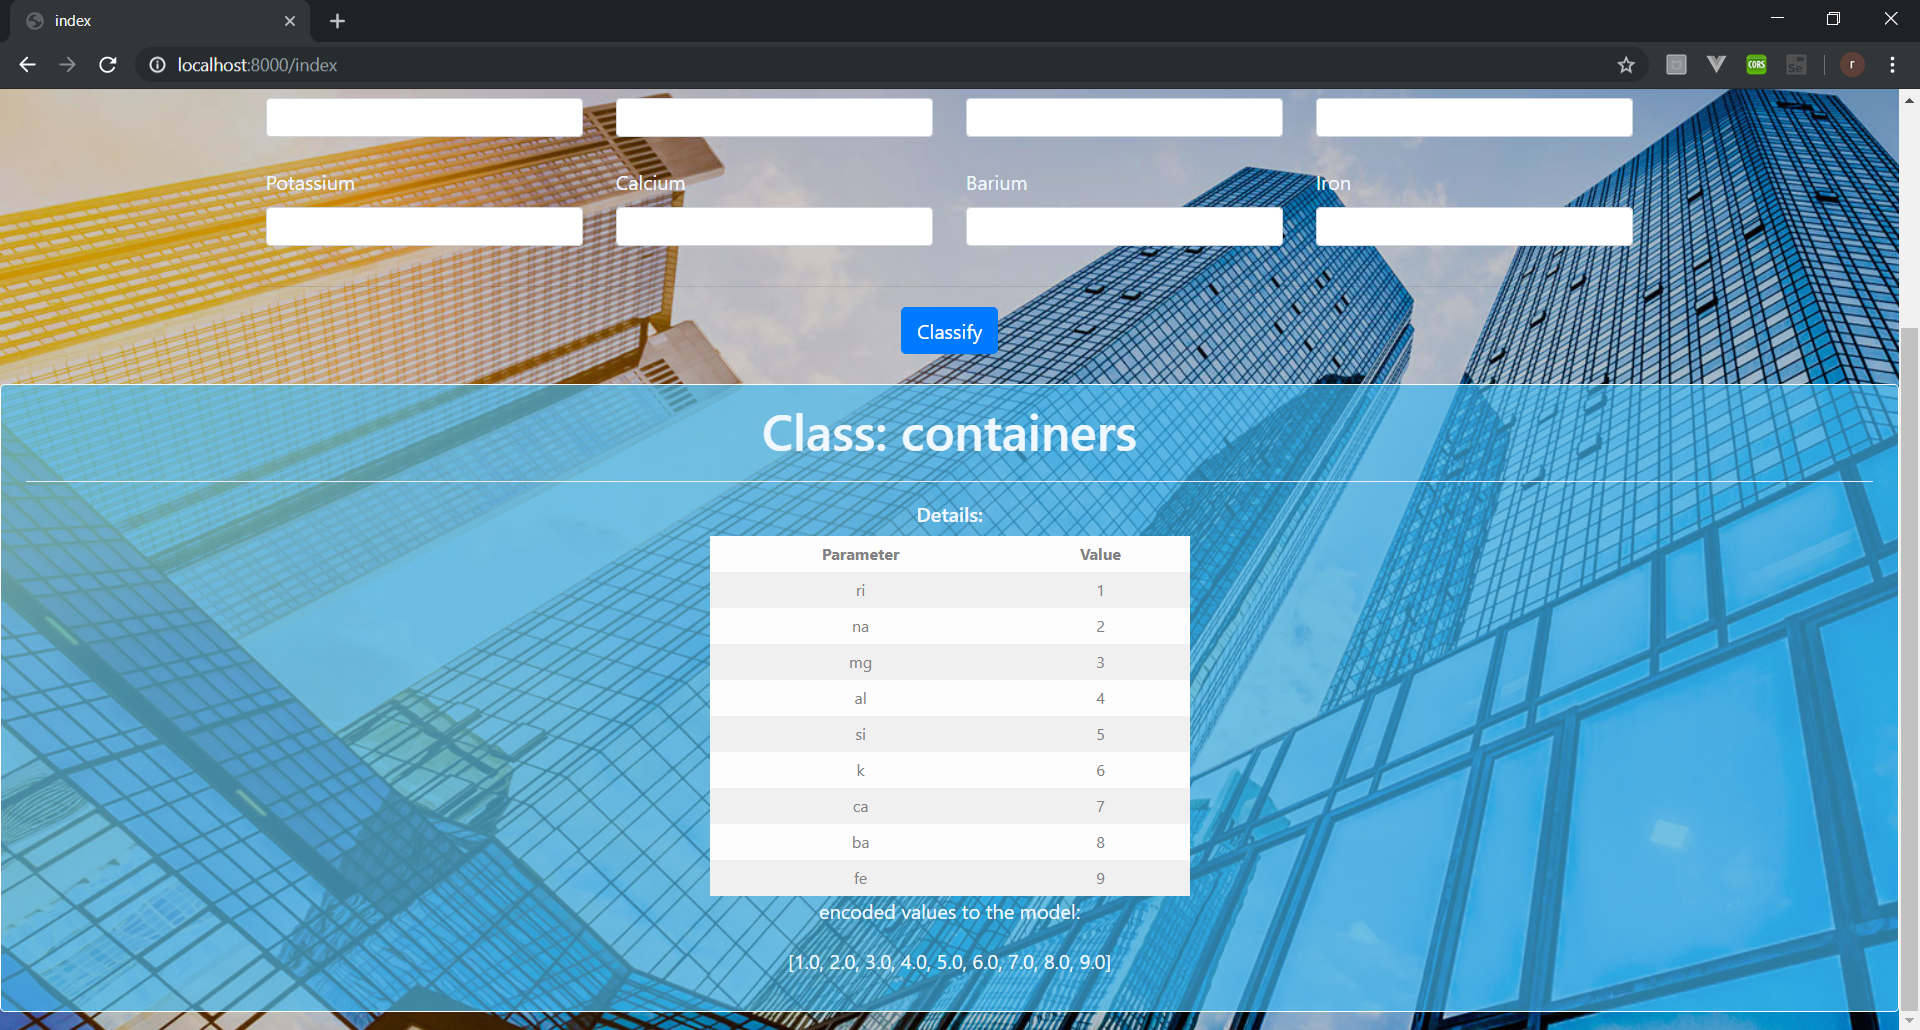 index
localhost:8000/index
CORS
Se
r
Potassium Calcium Barium Iron
Classify
Class: containers
Details:
Parameter Value
ri 1
na 2
mg 3
al 4
si 5
k 6
ca 7
ba 8
fe 9
encoded values to the model:
[1.0, 2.0, 3.0, 4.0, 5.0, 6.0, 7.0, 8.0, 9.0]